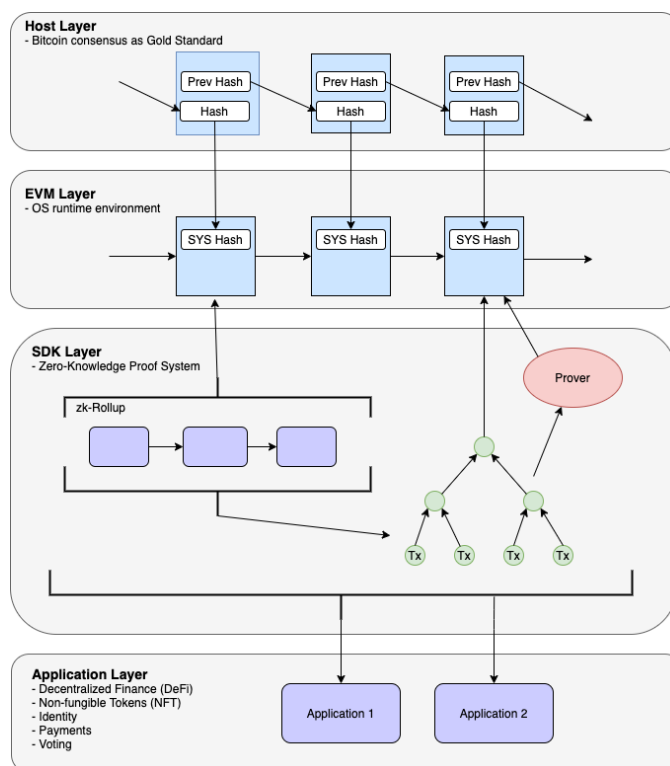 Host Layer
- Bitcoin consensus as Gold Standard
Prev Hash
Prev Hash
Prev Hash
Hash
Hash
Hash
EVM Layer
- OS runtime environment
SYS Hash
SYS Hash
SYS Hash
SDK Layer
- Zero-Knowledge Proof System
Prover
zk-Rollup
Tx
Tx
Tx
Tx
Application Layer
- Decentralized Finance (DeFi)
- Non-fungible Tokens (NFT)
- Identity
- Payments
- Voting
Application 1
Application 2